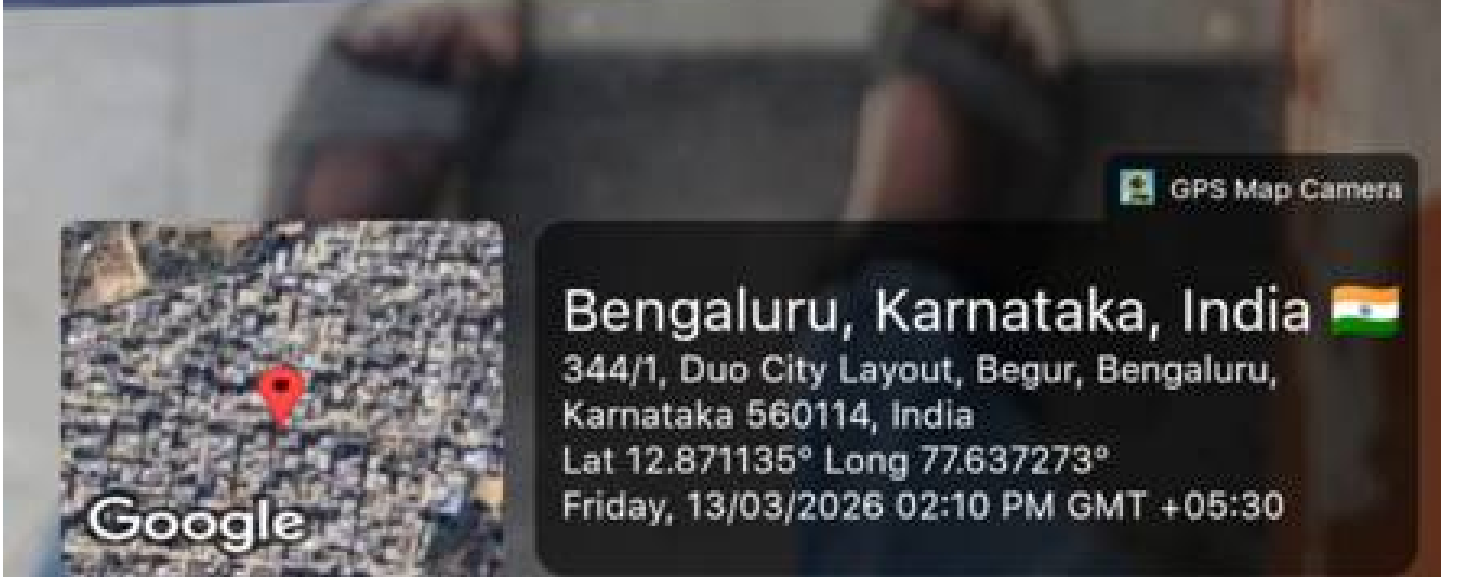 GPS Map Camera
Bengaluru, Karnataka, India
344/1, Duo City Layout, Begur, Bengaluru,
Karnataka 560114, India
Lat 12.871135° Long 77.637273°
Friday, 13/03/2026 02:10 PM GMT +05:30
Google